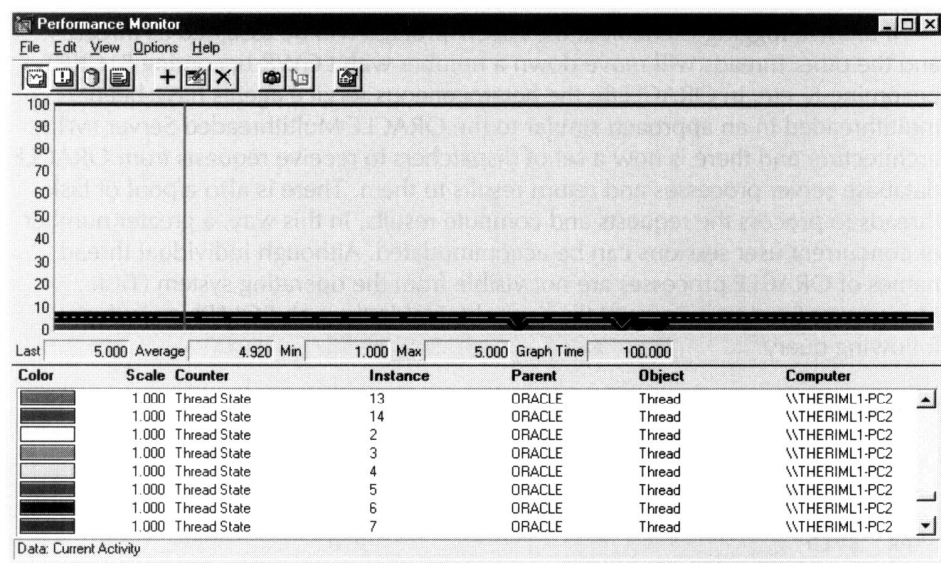 Performance Monitor
File Edit View Options Help
100
90
80
70
60
50
40
30
20
10
0
Last 5.000 Average 4.920 Min 1.000 Max 5.000 Graph Time 100.000
Color Scale Counter Instance Parent Object Computer
1.000 Thread State 13 ORACLE Thread \\THERIML1-PC2
1.000 Thread State 14 ORACLE Thread \\THERIML1-PC2
1.000 Thread State 2 ORACLE Thread \\THERIML1-PC2
1.000 Thread State 3 ORACLE Thread \\THERIML1-PC2
1.000 Thread State 4 ORACLE Thread \\THERIML1-PC2
1.000 Thread State 5 ORACLE Thread \\THERIML1-PC2
1.000 Thread State 6 ORACLE Thread \\THERIML1-PC2
1.000 Thread State 7 ORACLE Thread \\THERIML1-PC2
Data: Current Activity